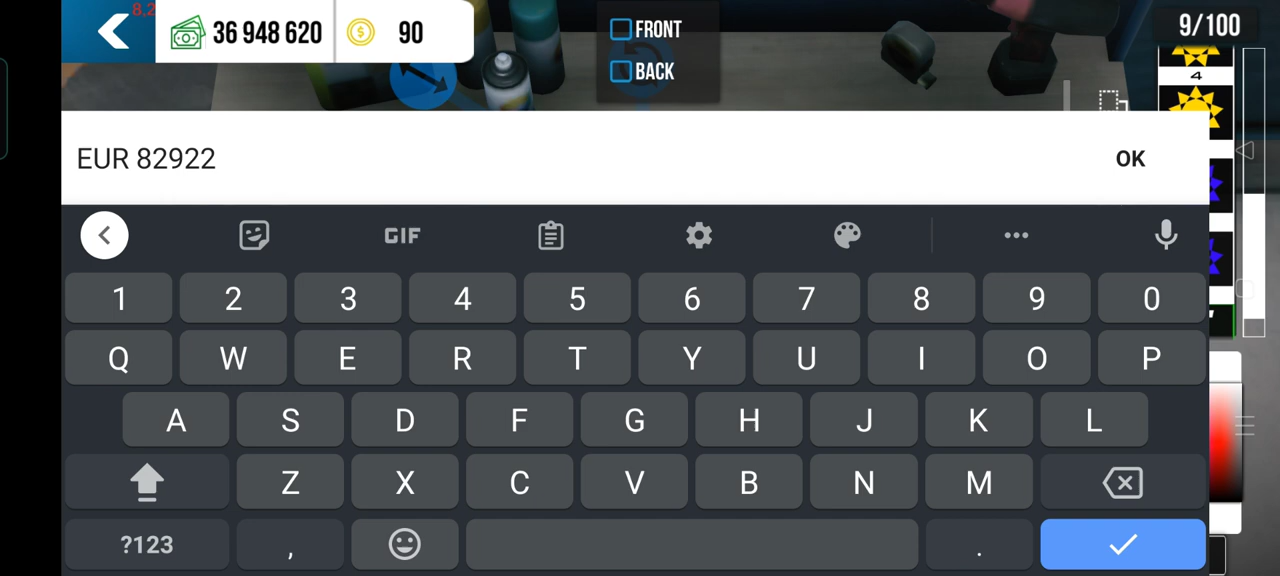 8,2
36 948 620
90
FRONT
BACK
9/100
4
EUR 82922
OK
GIF
1 2 3 4 5 6 7 8 9 0
Q W E R T Y U I O P
A S D F G H J K L
Z X C V B N M
?123 , .